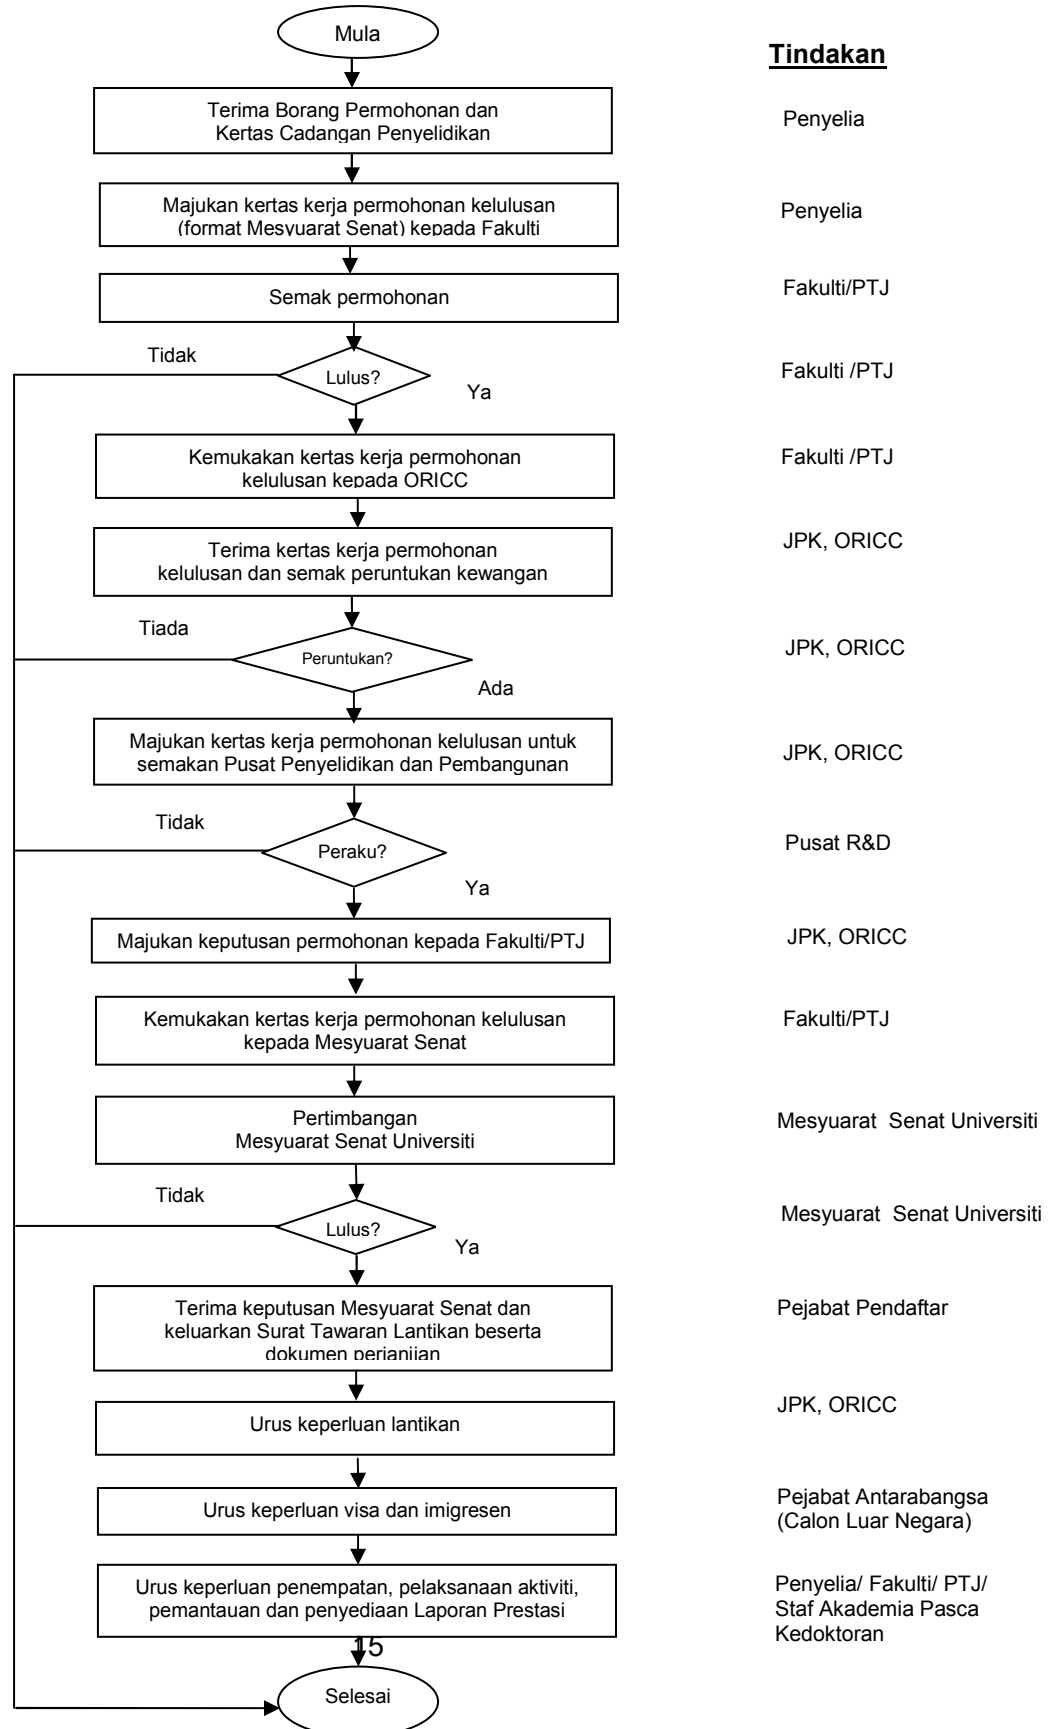 Mula
Tindakan
Terima Borang Permohonan dan
Kertas Cadangan Penyelidikan
Penyelia
Majukan kertas kerja permohonan kelulusan
(format Mesyuarat Senat) kepada Fakulti
Penyelia
Semak permohonan
Fakulti/PTJ
Tidak
Lulus?
Ya
Fakulti /PTJ
Kemukakan kertas kerja permohonan
kelulusan kepada ORICC
Fakulti /PTJ
Terima kertas kerja permohonan
kelulusan dan semak peruntukan kewangan
JPK, ORICC
Tiada
Peruntukan?
Ada
JPK, ORICC
Majukan kertas kerja permohonan kelulusan untuk
semakan Pusat Penyelidikan dan Pembangunan
JPK, ORICC
Tidak
Peraku?
Ya
Pusat R&D
Majukan keputusan permohonan kepada Fakulti/PTJ
JPK, ORICC
Kemukakan kertas kerja permohonan kelulusan
kepada Mesyuarat Senat
Fakulti/PTJ
Pertimbangan
Mesyuarat Senat Universiti
Mesyuarat Senat Universiti
Tidak
Lulus?
Ya
Mesyuarat Senat Universiti
Terima keputusan Mesyuarat Senat dan
keluarkan Surat Tawaran Lantikan beserta
dokumen perjanjian
Pejabat Pendaftar
Urus keperluan lantikan
JPK, ORICC
Urus keperluan visa dan imigresen
Pejabat Antarabangsa
(Calon Luar Negara)
Urus keperluan penempatan, pelaksanaan aktiviti,
pemantauan dan penyediaan Laporan Prestasi
Penyelia/ Fakulti/ PTJ/
Staf Akademia Pasca
Kedoktoran
15
Selesai